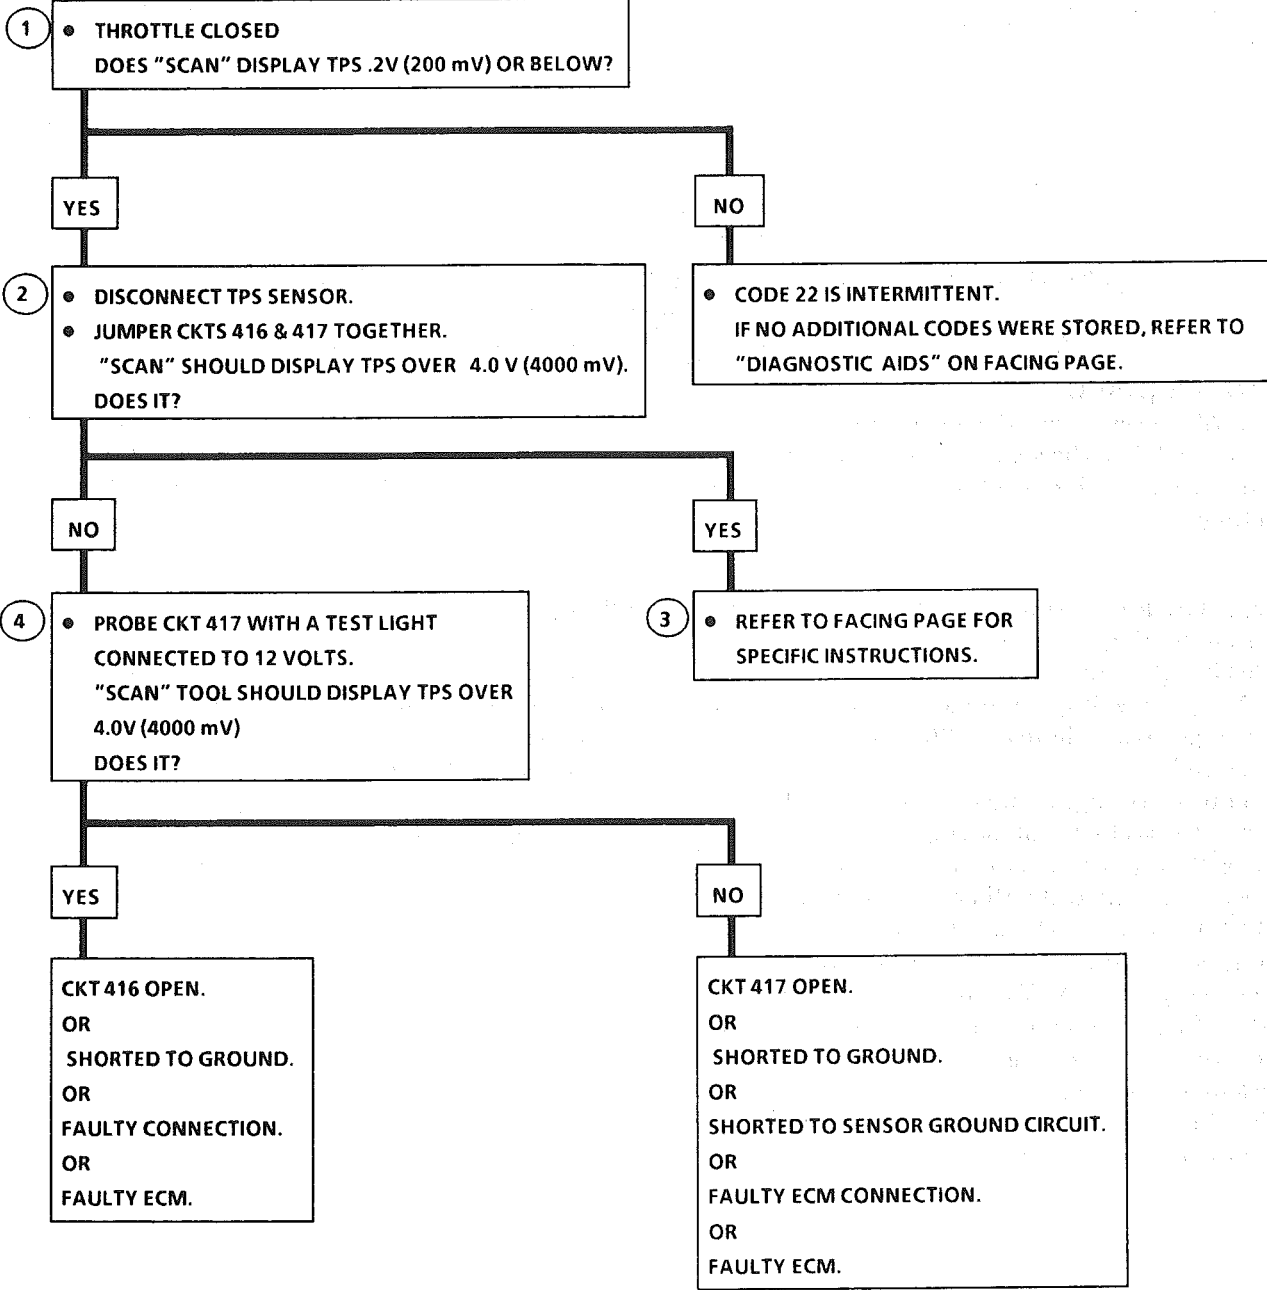 1
● THROTTLE CLOSED
DOES "SCAN" DISPLAY TPS .2V (200 mV) OR BELOW?
YES
NO
2
● DISCONNECT TPS SENSOR.
● JUMPER CKTS 416 & 417 TOGETHER.
"SCAN" SHOULD DISPLAY TPS OVER 4.0 V (4000 mV).
DOES IT?
● CODE 22 IS INTERMITTENT.
IF NO ADDITIONAL CODES WERE STORED, REFER TO
"DIAGNOSTIC AIDS" ON FACING PAGE.
NO
YES
4
● PROBE CKT 417 WITH A TEST LIGHT
CONNECTED TO 12 VOLTS.
"SCAN" TOOL SHOULD DISPLAY TPS OVER
4.0V (4000 mV)
DOES IT?
3
● REFER TO FACING PAGE FOR
SPECIFIC INSTRUCTIONS.
YES
NO
CKT 416 OPEN.
OR
SHORTED TO GROUND.
OR
FAULTY CONNECTION.
OR
FAULTY ECM.
CKT 417 OPEN.
OR
SHORTED TO GROUND.
OR
SHORTED TO SENSOR GROUND CIRCUIT.
OR
FAULTY ECM CONNECTION.
OR
FAULTY ECM.